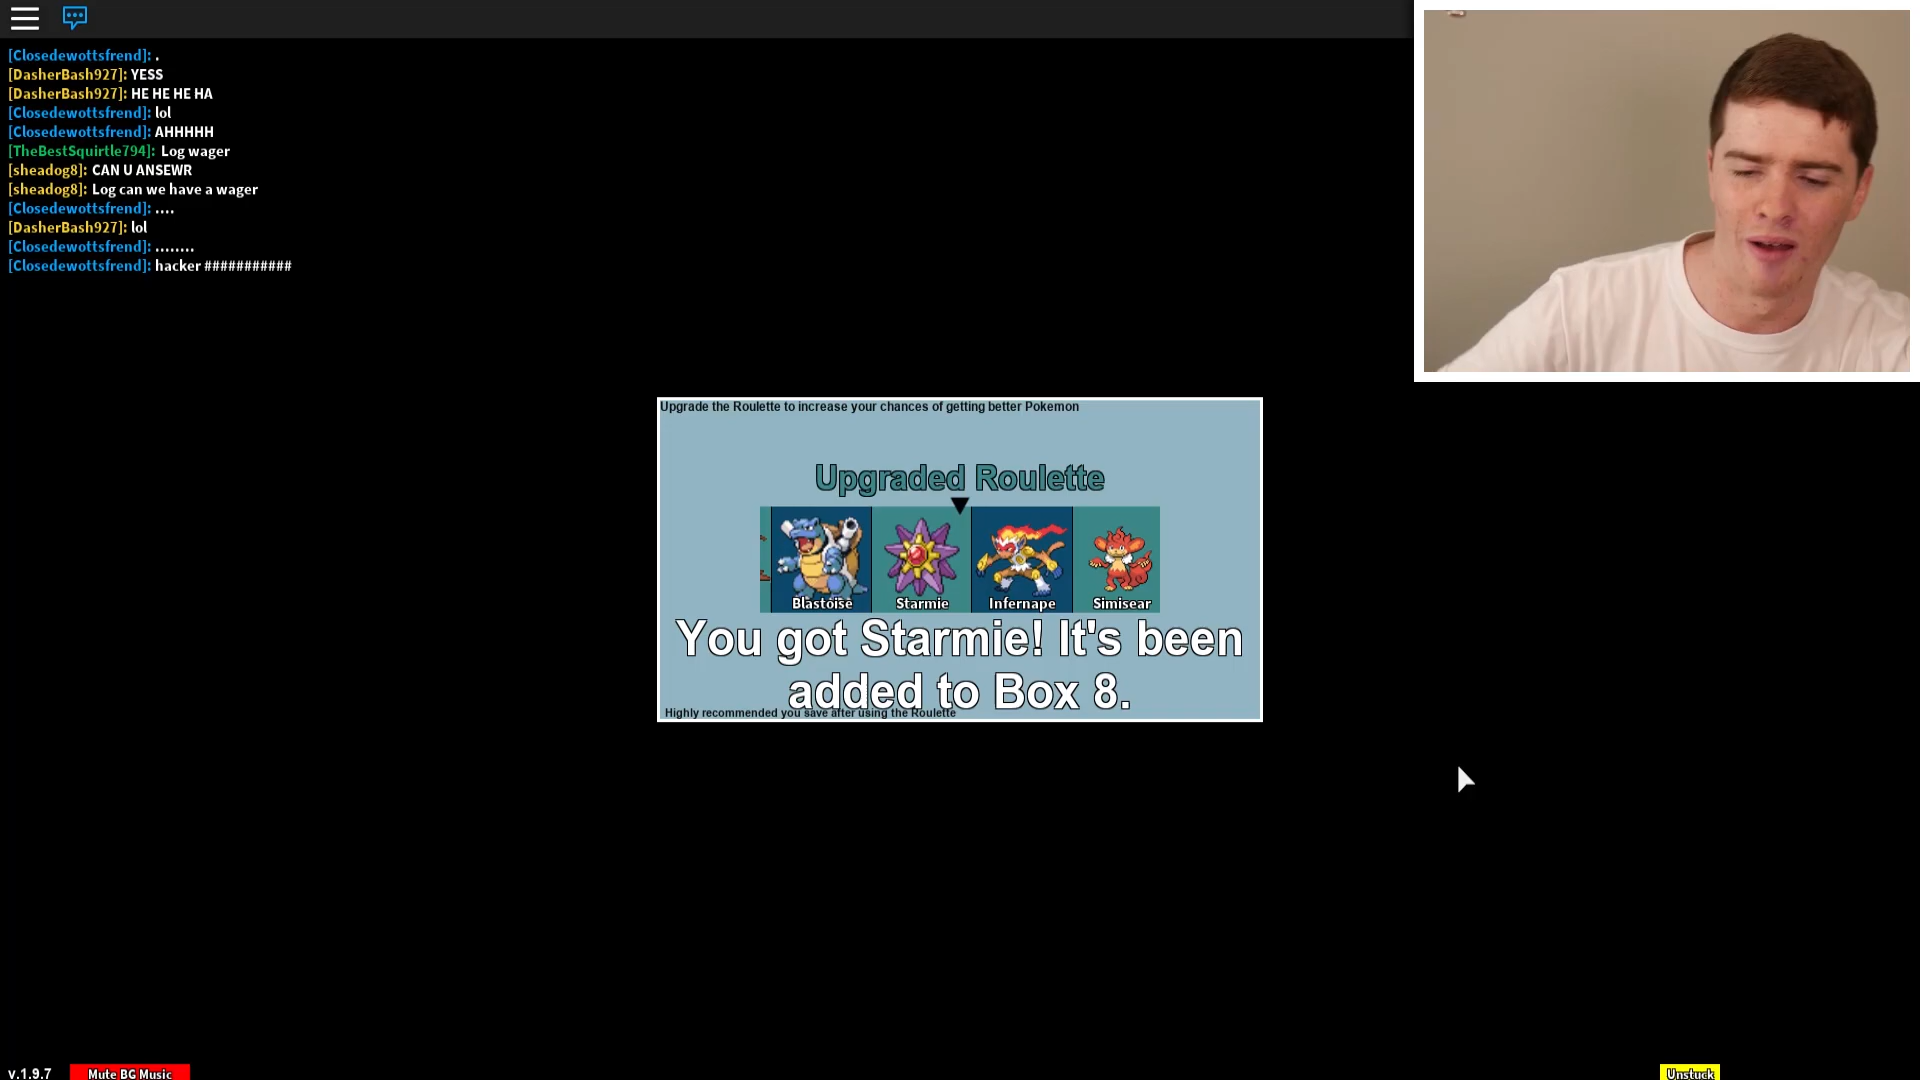 [Closedewottsfrend]: .
[DasherBash927]: YESS
[DasherBash927]: HE HE HE HA
[Closedewottsfrend]: lol
[Closedewottsfrend]: AHHHHH
[TheBestSquirtle794]: Log wager
[sheadog8]: CAN U ANSEWR
[sheadog8]: Log can we have a wager
[Closedewottsfrend]: ....
[DasherBash927]: lol
[Closedewottsfrend]: ........
[Closedewottsfrend]: hacker ###########
Upgrade the Roulette to increase your chances of getting better Pokemon
Upgraded Roulette
Blastoise Starmie Infernape Simisear
You got Starmie! It's been
added to Box 8.
Highly recommended you save after using the Roulette
v.1.9.7 Mute BG Music Unstuck